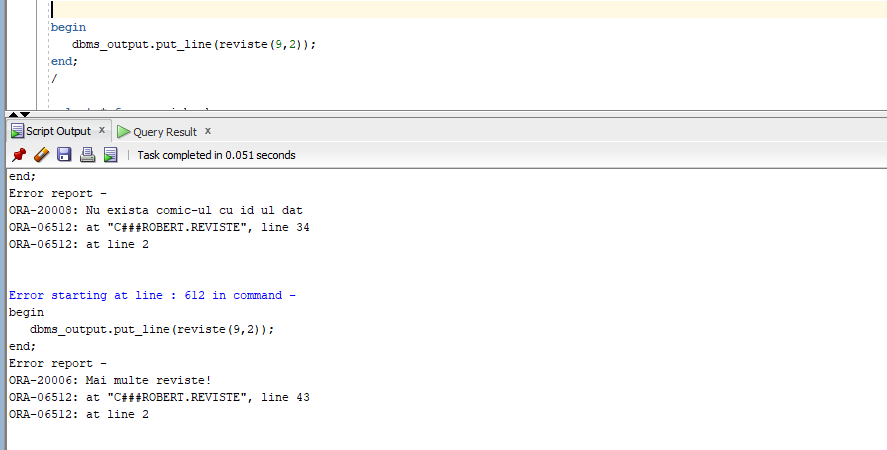 begin
dbms_output.put_line(reviste(9,2));
end;
/
Script Output x Query Result x
Task completed in 0.051 seconds
end;
Error report -
ORA-20008: Nu exista comic-ul cu id ul dat
ORA-06512: at "C###ROBERT.REVISTE", line 34
ORA-06512: at line 2
Error starting at line : 612 in command -
begin
dbms_output.put_line(reviste(9,2));
end;
Error report -
ORA-20006: Mai multe reviste!
ORA-06512: at "C###ROBERT.REVISTE", line 43
ORA-06512: at line 2